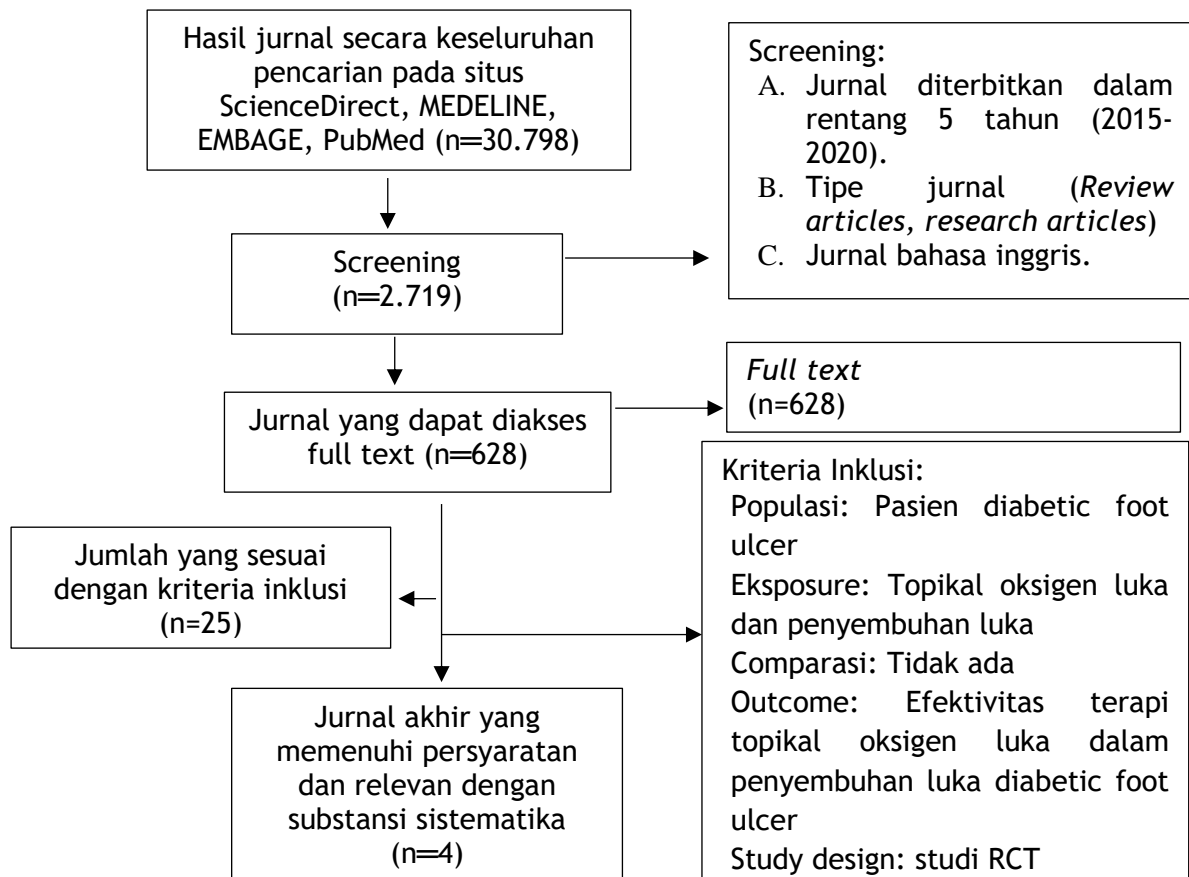 Hasil jurnal secara keseluruhan
pencarian pada situs
ScienceDirect, MEDELINE,
EMBAGE, PubMed (n=30.798)
Screening:
A. Jurnal diterbitkan dalam
rentang 5 tahun (2015-
2020).
B. Tipe jurnal (Review
articles, research articles)
C. Jurnal bahasa inggris.
Screening
(n=2.719)
Jurnal yang dapat diakses
full text (n=628)
Full text
(n=628)
Jumlah yang sesuai
dengan kriteria inklusi
(n=25)
Kriteria Inklusi:
Populasi: Pasien diabetic foot
ulcer
Eksposure: Topikal oksigen luka
dan penyembuhan luka
Comparasi: Tidak ada
Outcome: Efektivitas terapi
topikal oksigen luka dalam
penyembuhan luka diabetic foot
ulcer
Study design: studi RCT
Jurnal akhir yang
memenuhi persyaratan
dan relevan dengan
substansi sistematika
(n=4)